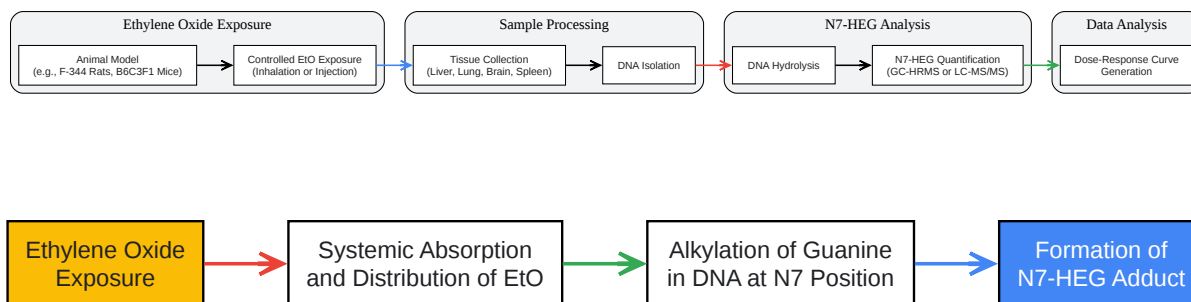 Ethylene Oxide Exposure
Animal Model
(e.g., F-344 Rats, B6C3F1 Mice)
Controlled EtO Exposure
(Inhalation or Injection)
Sample Processing
Tissue Collection
(Liver, Lung, Brain, Spleen)
DNA Isolation
N7-HEG Analysis
DNA Hydrolysis
N7-HEG Quantification
(GC-HRMS or LC-MS/MS)
Data Analysis
Dose-Response Curve
Generation
Ethylene Oxide
Exposure
Systemic Absorption
and Distribution of EtO
Alkylation of Guanine
in DNA at N7 Position
Formation of
N7-HEG Adduct